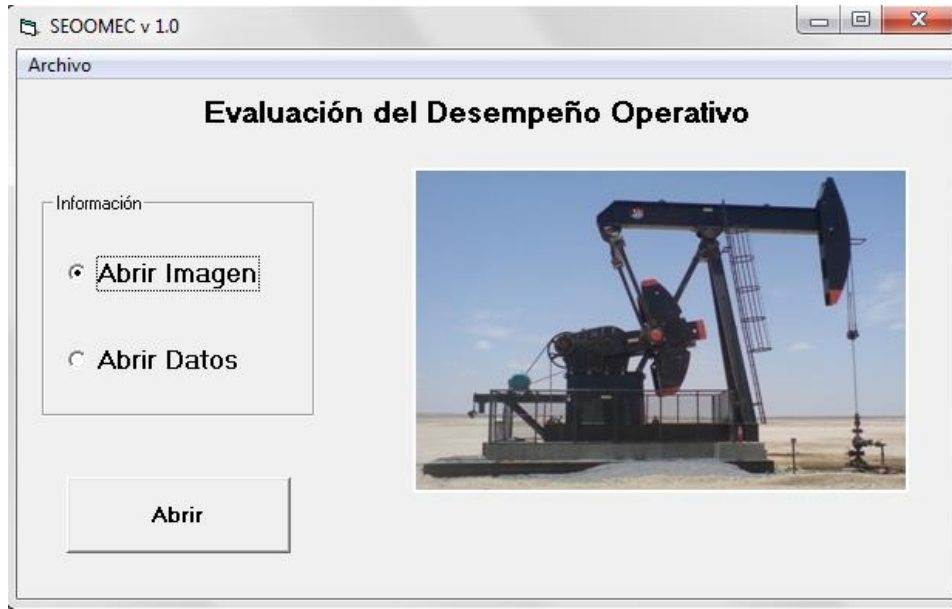 SEOOMEC v 1.0
Archivo
Evaluación del Desempeño Operativo
Información
Abrir Imagen
Abrir Datos
Abrir